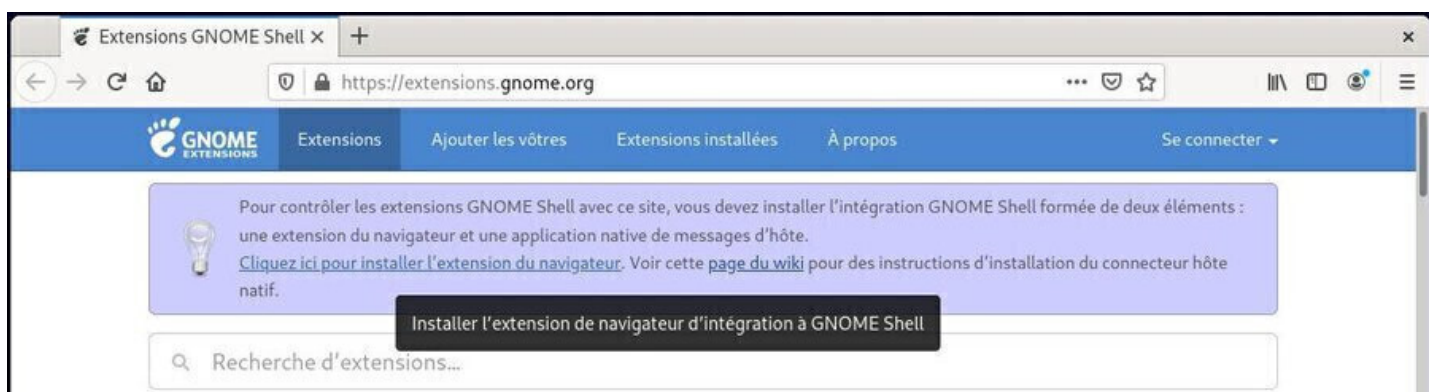 Extensions GNOME Shell
https://extensions.gnome.org
GNOME
EXTENSIONS
Extensions
Ajouter les vôtres
Extensions installées
À propos
Se connecter
Pour contrôler les extensions GNOME Shell avec ce site, vous devez installer l'intégration GNOME Shell formée de deux éléments :
une extension du navigateur et une application native de messages d'hôte.
Cliquez ici pour installer l'extension du navigateur. Voir cette page du wiki pour des instructions d'installation du connecteur hôte
natif.
Installer l'extension de navigateur d'intégration à GNOME Shell
Recherche d'extensions...